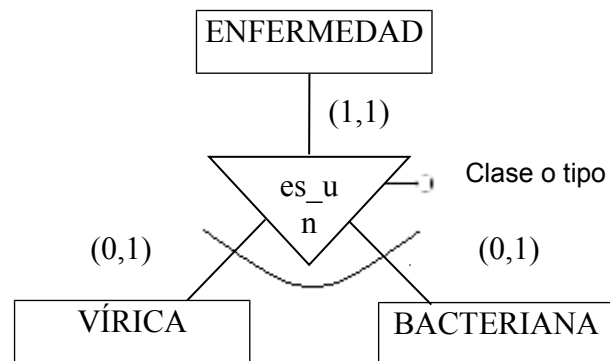 ENFERMEDAD
(1,1)
es_u
n
Clase o tipo
(0,1)
(0,1)
VÍRICA
BACTERIANA